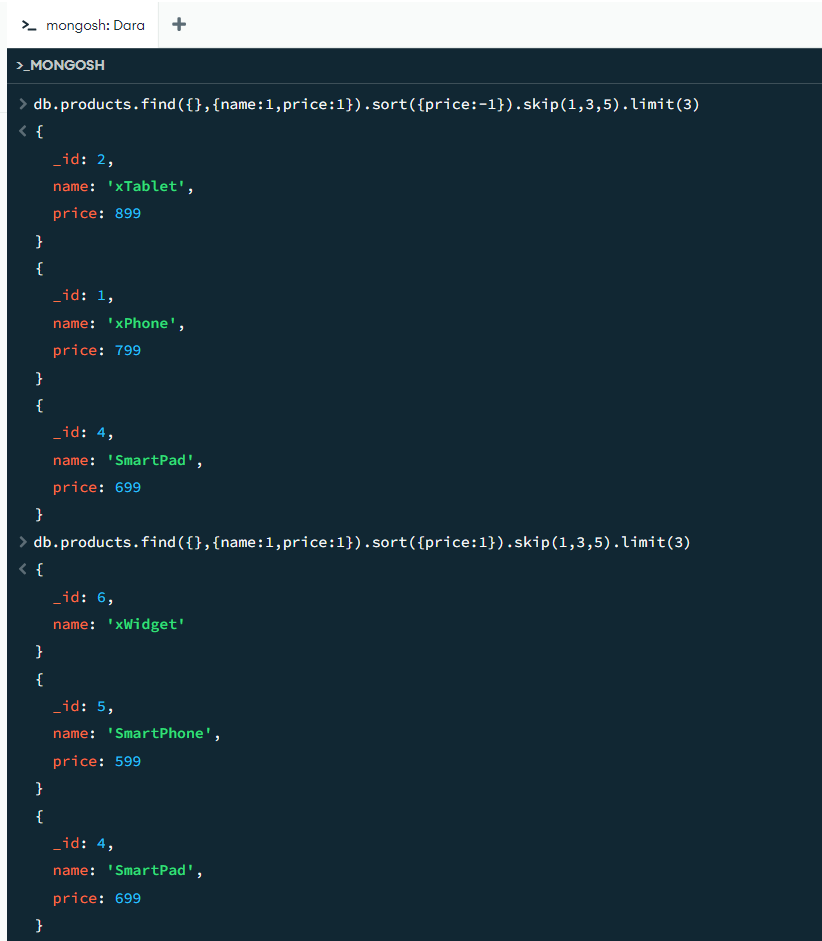 >_ mongosh: Dara +
>_MONGOSH
> db.products.find({},{name:1,price:1}).sort({price:-1}).skip(1,3,5).limit(3)
< {
_id: 2,
name: 'xTablet',
price: 899
}
{
_id: 1,
name: 'xPhone',
price: 799
}
{
_id: 4,
name: 'SmartPad',
price: 699
}
> db.products.find({},{name:1,price:1}).sort({price:1}).skip(1,3,5).limit(3)
< {
_id: 6,
name: 'xWidget'
}
{
_id: 5,
name: 'SmartPhone',
price: 599
}
{
_id: 4,
name: 'SmartPad',
price: 699
}